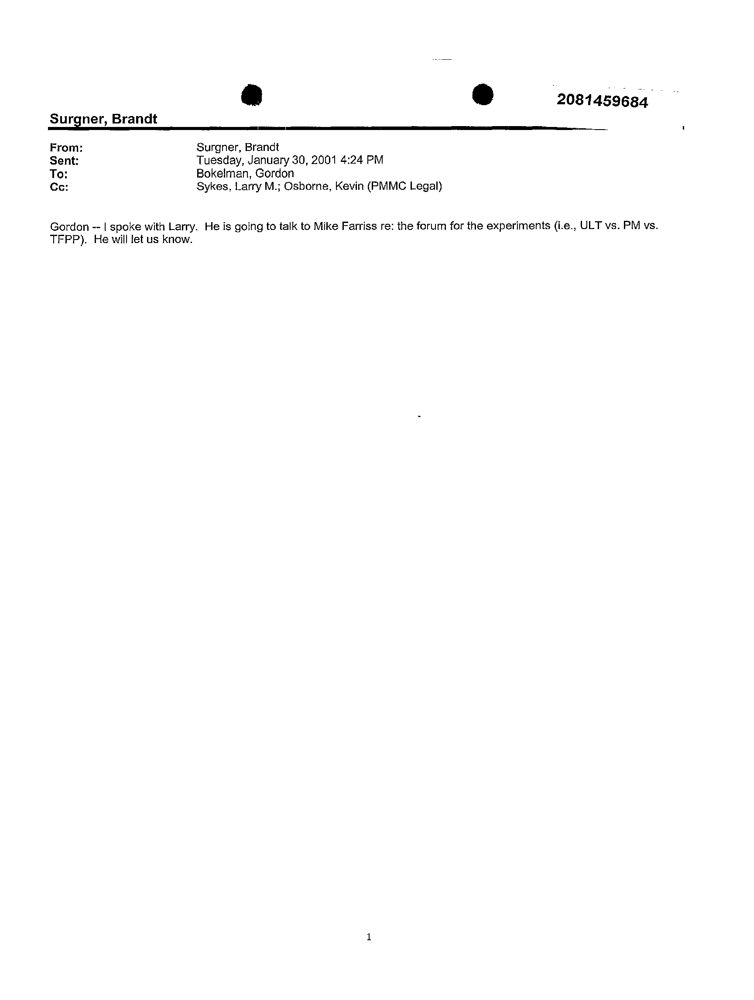 2081459684
Surgner, Brandt
From: Surgner, Brandt
Sent: Tuesday, January 30, 2001 4:24 PM
To: Bokelman, Gordon
Cc: Sykes, Larry M.; Osborne, Kevin (PMMC Legal)
Gordon -- I spoke with Larry.  He is going to talk to Mike Farriss re: the forum for the experiments (i.e., ULT vs. PM vs.
TFPP).  He will let us know.
1